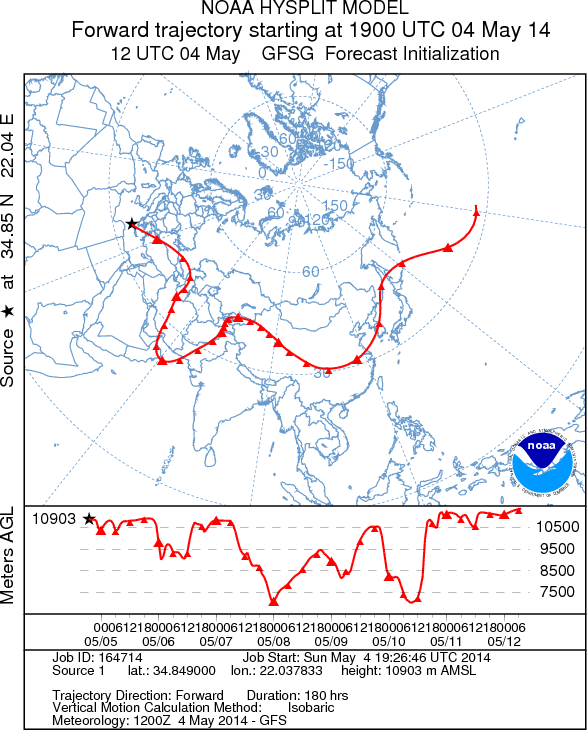 NOAA HYSPLIT MODEL
Forward trajectory starting at 1900 UTC 04 May 14
12 UTC 04 May GFSG Forecast Initialization
Source ★ at 34.85 N 22.04 E
60
30
0
-150
30
60
150
120
60
30
noaa
Meters AGL
10903
10500
9500
8500
7500
000612180006121800061218000612180006121800061218000612180006
05/05 05/06 05/07 05/08 05/09 05/10 05/11 05/12
Job ID: 164714 Job Start: Sun May 4 19:26:46 UTC 2014
Source 1 lat.: 34.849000 lon.: 22.037833 height: 10903 m AMSL
Trajectory Direction: Forward Duration: 180 hrs
Vertical Motion Calculation Method: Isobaric
Meteorology: 1200Z 4 May 2014 - GFS